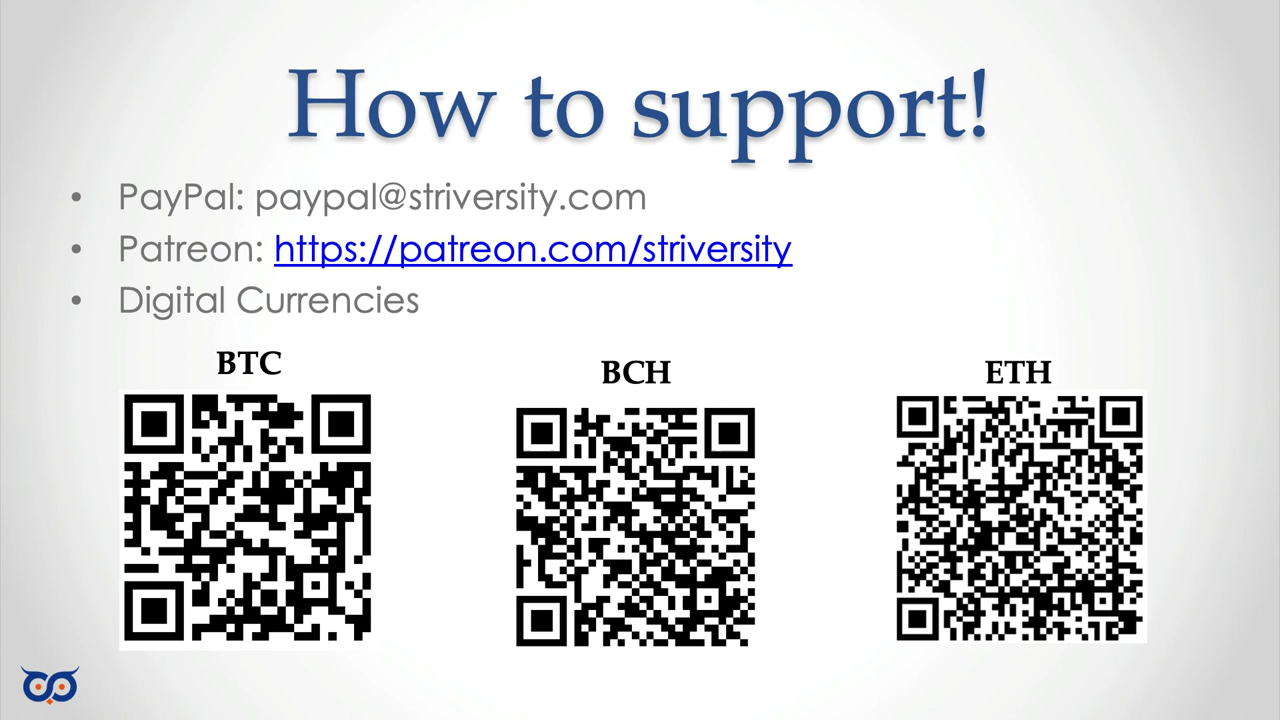 How to support!
• PayPal: paypal@striversity.com
• Patreon: https://patreon.com/striversity
• Digital Currencies
BTC
BCH
ETH